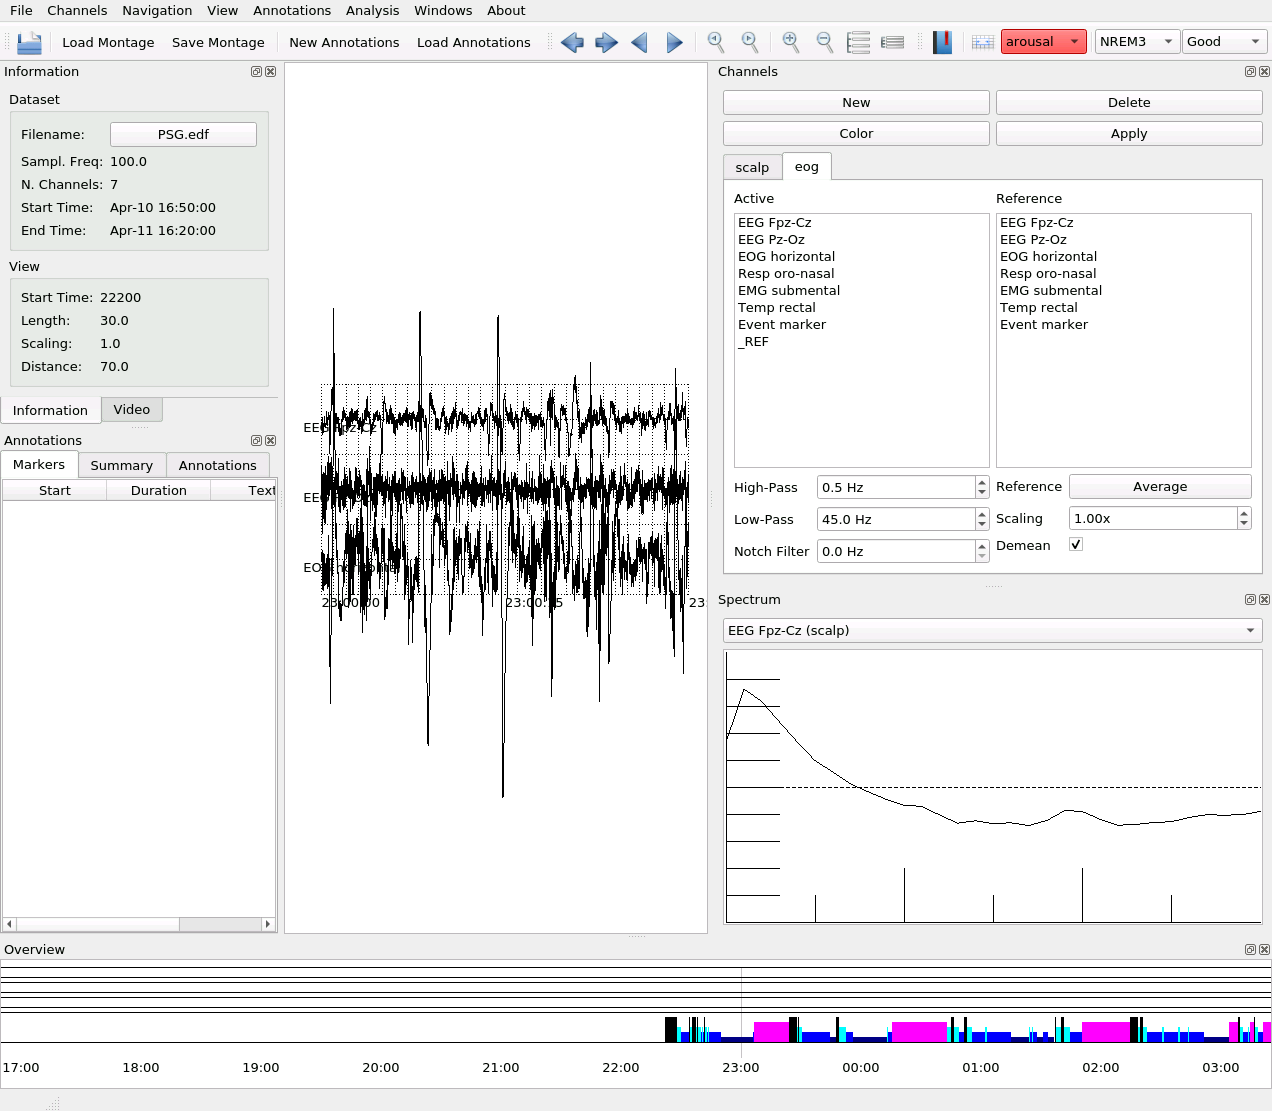 File Channels Navigation View Annotations Analysis Windows About
Load Montage Save Montage New Annotations Load Annotations arousal NREM3 Good
Information
Dataset
Filename: PSG.edf
Sampl. Freq: 100.0
N. Channels: 7
Start Time: Apr-10 16:50:00
End Time: Apr-11 16:20:00
View
Start Time: 22200
Length: 30.0
Scaling: 1.0
Distance: 70.0
Information Video
Annotations
Markers Summary Annotations
Start Duration Text
EEG Fpz-Cz
23:00:00 23:00:15 23:
Channels
New Delete
Color Apply
scalp eog
Active Reference
EEG Fpz-Cz EEG Fpz-Cz
EEG Pz-Oz EEG Pz-Oz
EOG horizontal EOG horizontal
Resp oro-nasal Resp oro-nasal
EMG submental EMG submental
Temp rectal Temp rectal
Event marker Event marker
_REF
High-Pass 0.5 Hz Reference Average
Low-Pass 45.0 Hz Scaling 1.00x
Notch Filter 0.0 Hz Demean
Spectrum
EEG Fpz-Cz (scalp)
Overview
17:00 18:00 19:00 20:00 21:00 22:00 23:00 00:00 01:00 02:00 03:00